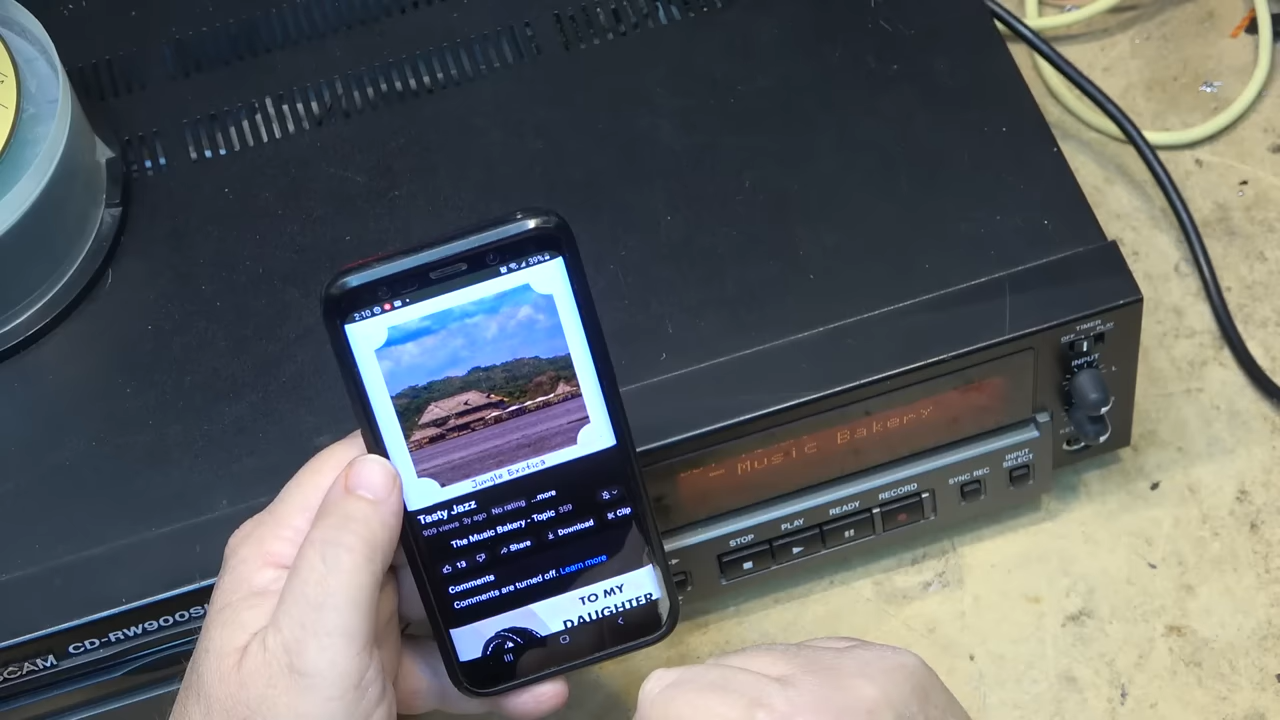 2:10
39%
Jungle Exotica
Tasty Jazz
909 views 3y ago No rating ...more
The Music Bakery - Topic 359
13
Share
Download
Clip
Comments
Comments are turned off. Learn more
TO MY
DAUGHTER
TIMER
OFF
PLAY
INPUT
L
– Music Bakery
INPUT
SELECT
SYNC REC
RECORD
READY
PLAY
STOP
CD-RW900SL